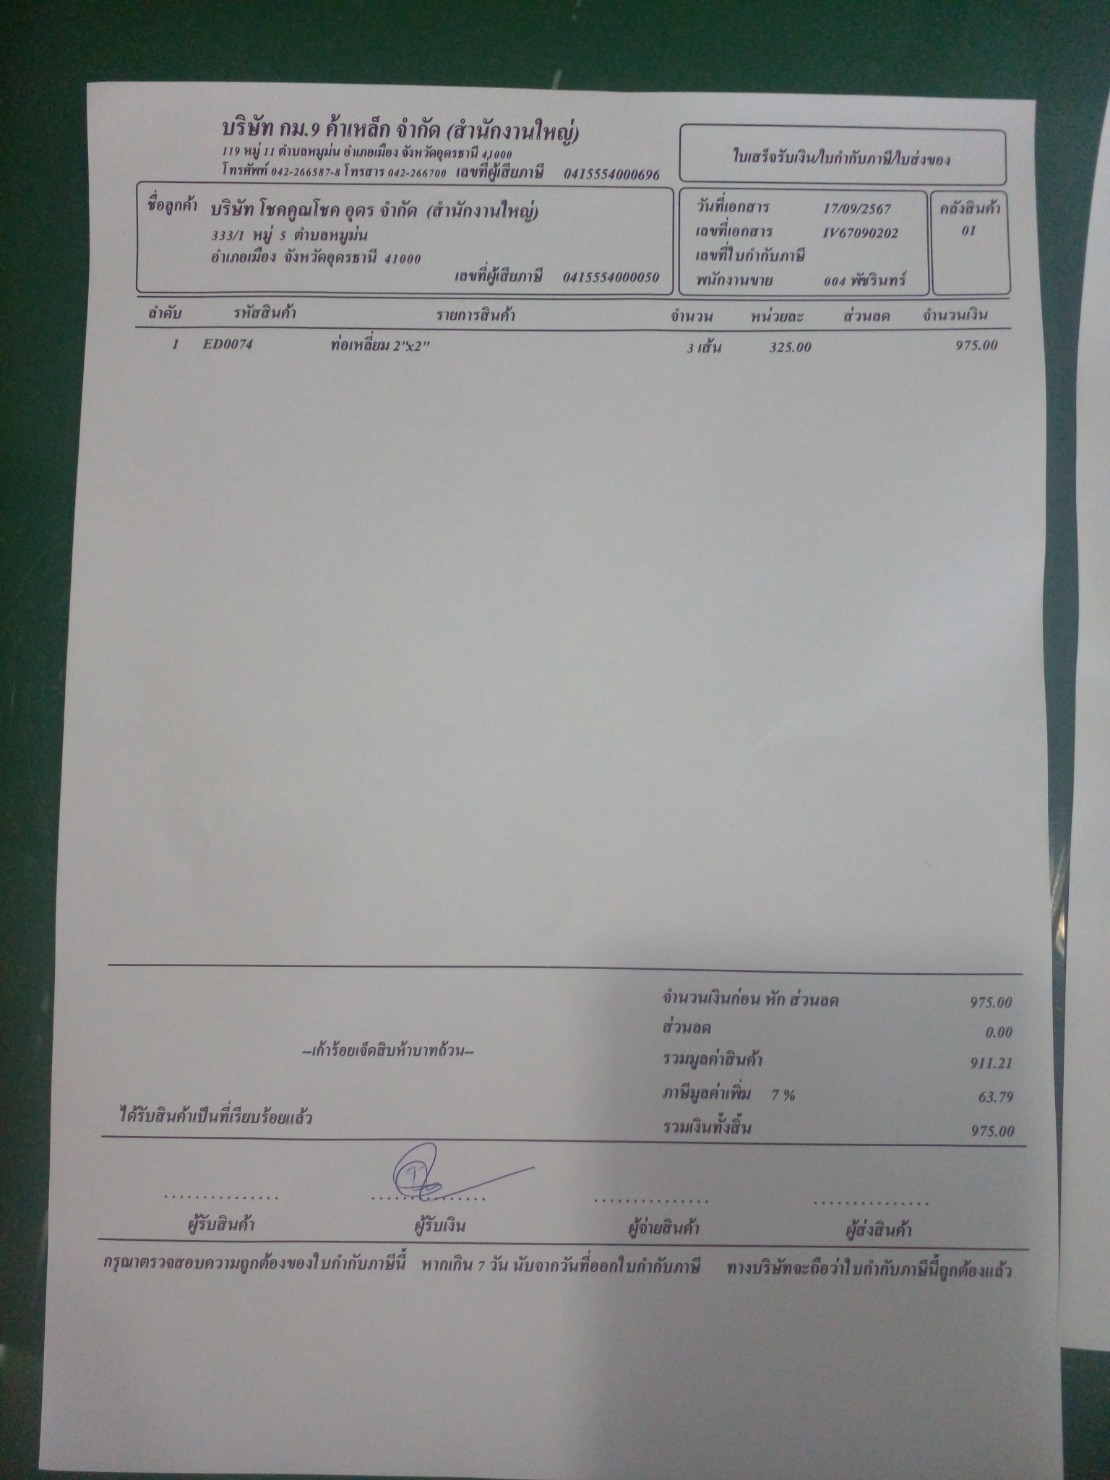 บริษัท กม.9 ค้าเหล็ก จำกัด (สำนักงานใหญ่)
119 หมู่ 11 ตำบลหมูม่น อำเภอเมือง จังหวัดอุดรธานี 41000
โทรศัพท์ 042-266587-8 โทรสาร 042-266700 เลขที่ผู้เสียภาษี 0415554000696
ใบเสร็จรับเงิน/ใบกำกับภาษี/ใบส่งของ
ชื่อลูกค้า บริษัท โชคคูณโชค อุดร จำกัด (สำนักงานใหญ่)
333/1 หมู่ 5 ตำบลหมูม่น
อำเภอเมือง จังหวัดอุดรธานี 41000
เลขที่ผู้เสียภาษี 0415554000050
วันที่เอกสาร 17/09/2567
เลขที่เอกสาร IV67090202
เลขที่ใบกำกับภาษี
พนักงานขาย 004 พัชรินทร์
คลังสินค้า
01
ลำดับ รหัสสินค้า รายการสินค้า จำนวน หน่วยละ ส่วนลด จำนวนเงิน
1 ED0074 ท่อเหลี่ยม 2"x2" 3 เส้น 325.00 975.00
จำนวนเงินก่อน หัก ส่วนลด 975.00
ส่วนลด 0.00
–เก้าร้อยเจ็ดสิบห้าบาทถ้วน–
รวมมูลค่าสินค้า 911.21
ภาษีมูลค่าเพิ่ม 7 % 63.79
ได้รับสินค้าเป็นที่เรียบร้อยแล้ว
รวมเงินทั้งสิ้น 975.00
ผู้รับสินค้า ผู้รับเงิน ผู้จ่ายสินค้า ผู้ส่งสินค้า
กรุณาตรวจสอบความถูกต้องของใบกำกับภาษีนี้ หากเกิน 7 วัน นับจากวันที่ออกใบกำกับภาษี ทางบริษัทจะถือว่าใบกำกับภาษีนี้ถูกต้องแล้ว